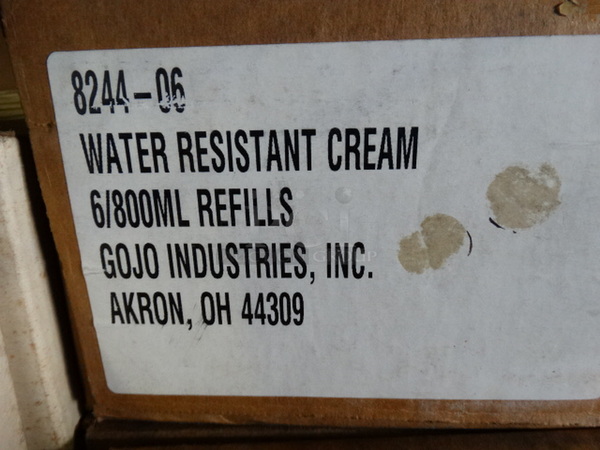 8244-06
WATER RESISTANT CREAM
6/800ML REFILLS
GOJO INDUSTRIES, INC.
AKRON, OH 44309